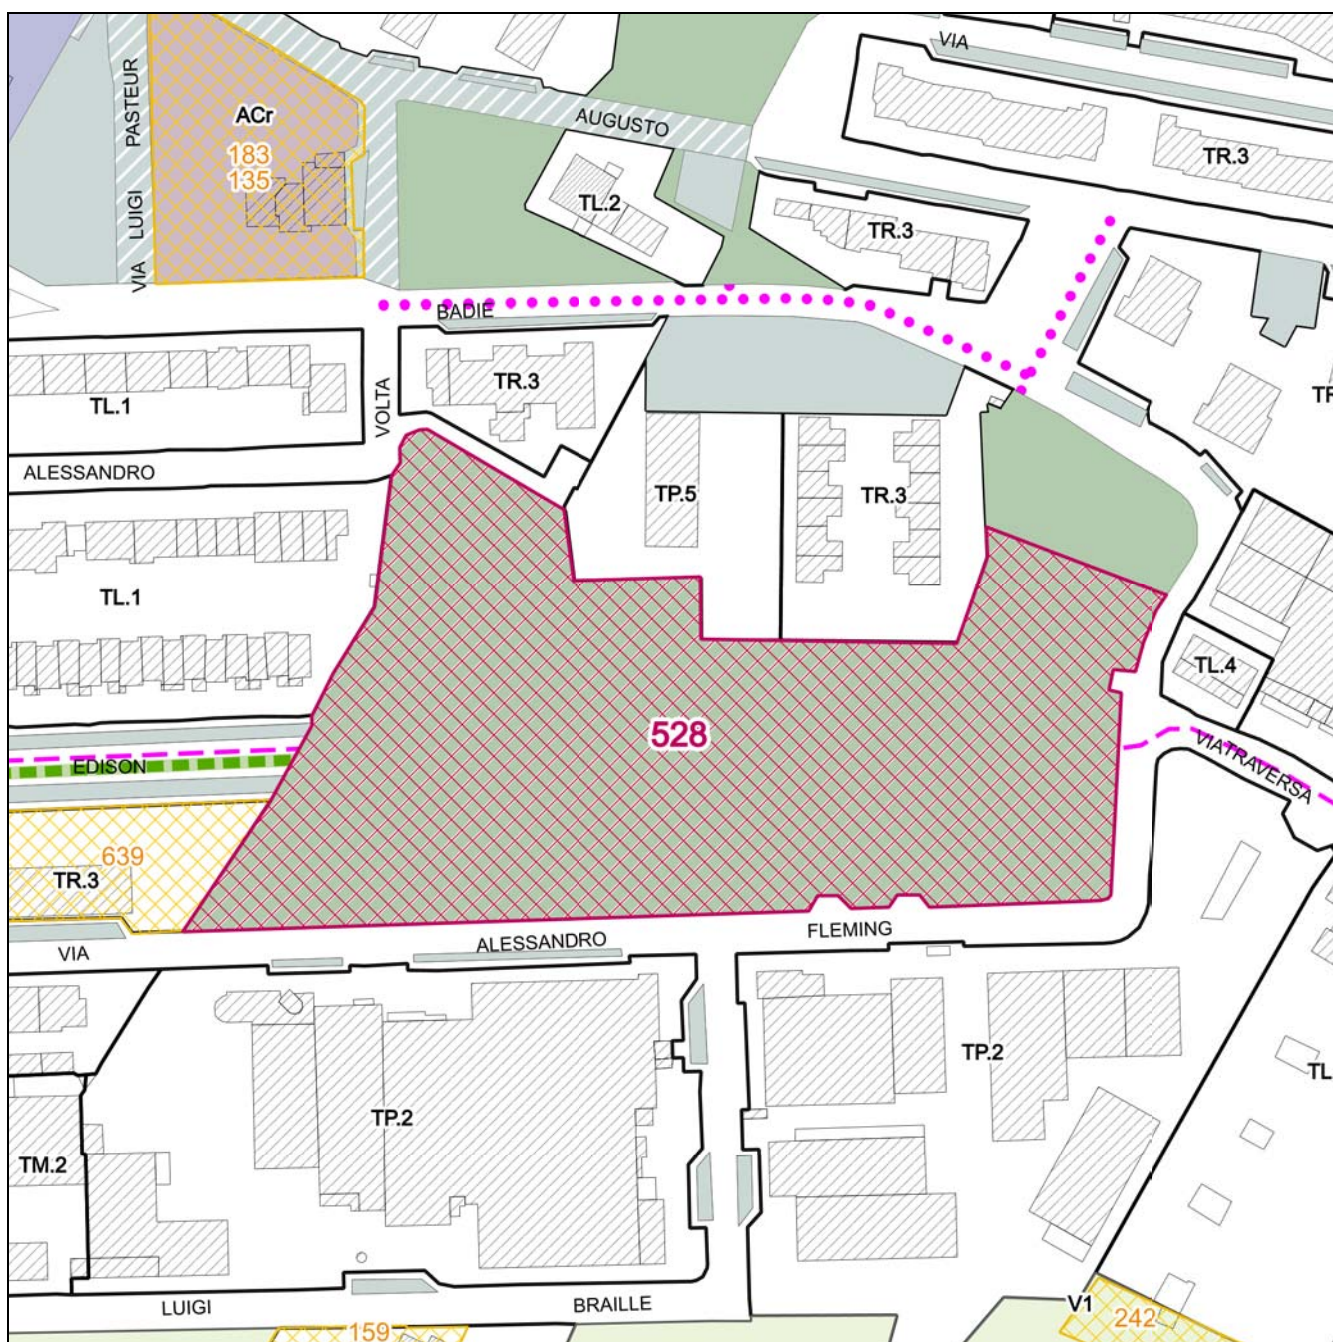 VIA
PASTEUR
ACr
AUGUSTO
183
135
TR.3
LUIGI
TL.2
TR.3
VIA
BADIE
TR.3
TL.1
VOLTA
ALESSANDRO
TP.5
TR.3
TL.1
TL.4
528
EDISON
VIATRAVERSA
639
TR.3
FLEMING
ALESSANDRO
VIA
TP.2
TL
TP.2
TM.2
LUIGI
BRAILLE
V1
242
159